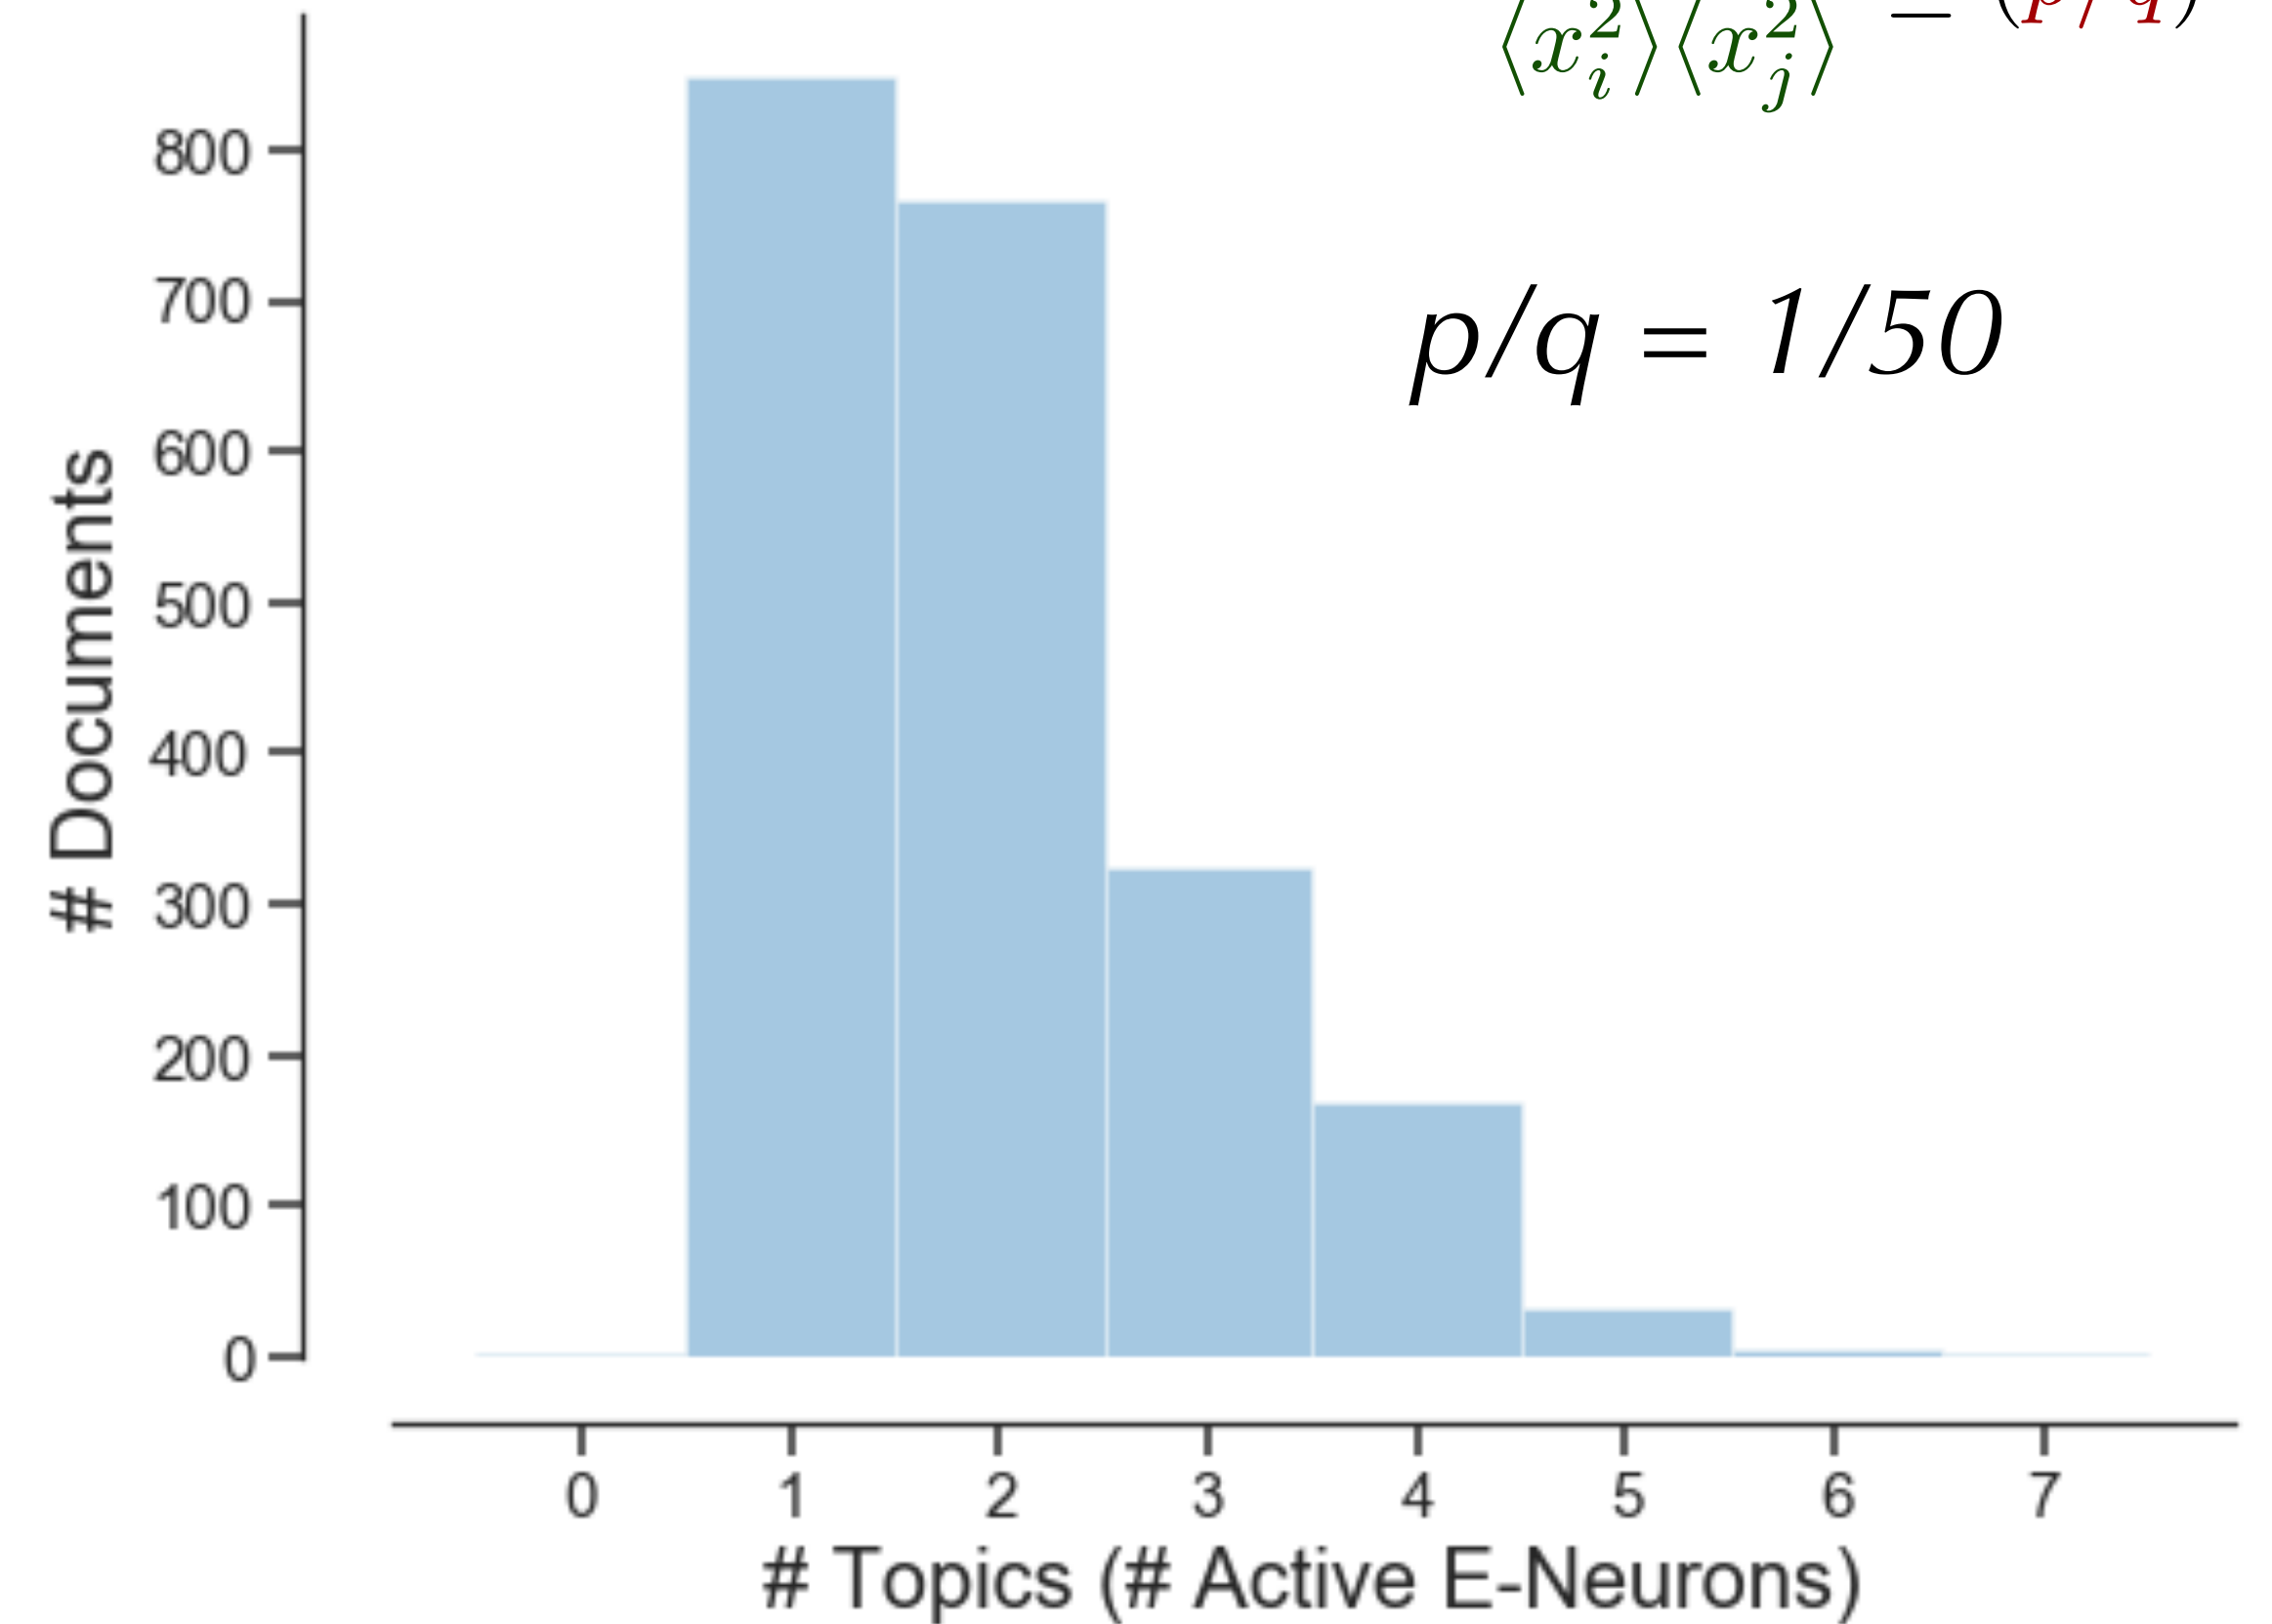 ⟨x_i^2⟩⟨x_j^2⟩
p/q = 1/50
# Documents
800
700
600
500
400
300
200
100
0
0 1 2 3 4 5 6 7
# Topics (# Active E-Neurons)